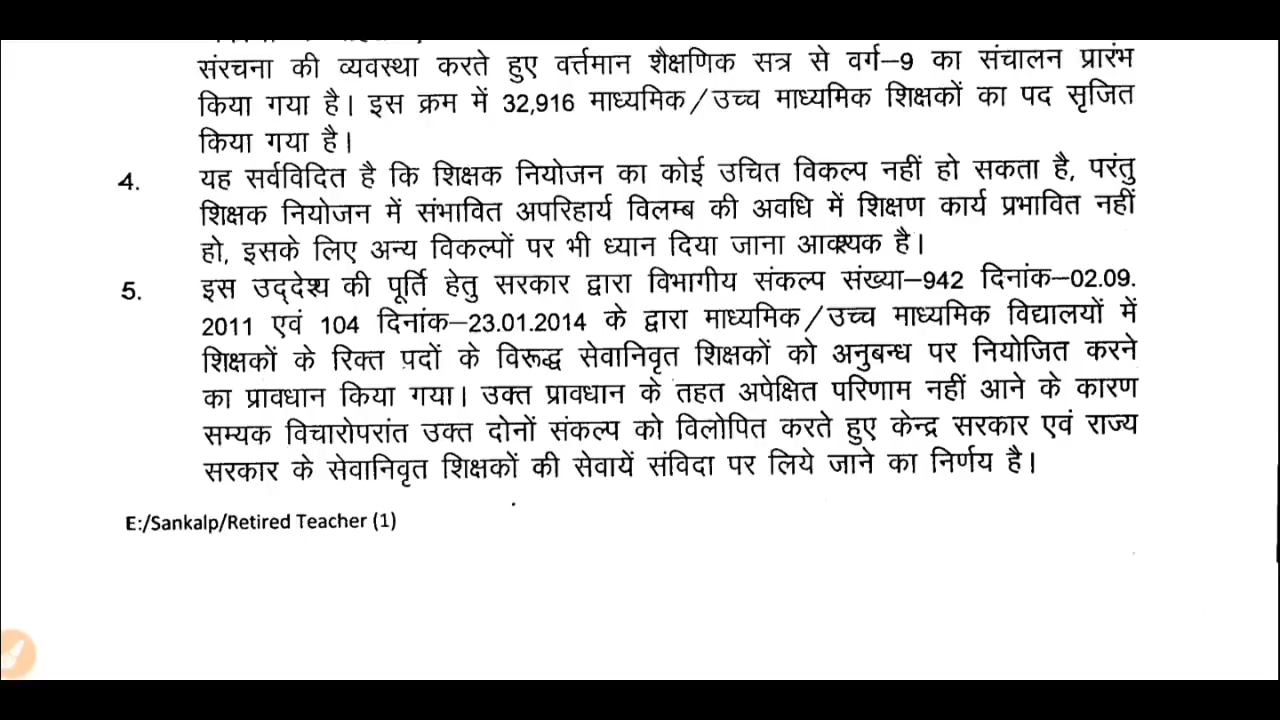 संरचना की व्यवस्था करते हुए वर्त्तमान शैक्षणिक सत्र से वर्ग–9 का संचालन प्रारंभ
किया गया है। इस क्रम में 32,916 माध्यमिक/उच्च माध्यमिक शिक्षकों का पद सृजित
किया गया है।
4. यह सर्वविदित है कि शिक्षक नियोजन का कोई उचित विकल्प नहीं हो सकता है, परंतु
शिक्षक नियोजन में संभावित अपरिहार्य विलम्ब की अवधि में शिक्षण कार्य प्रभावित नहीं
हो, इसके लिए अन्य विकल्पों पर भी ध्यान दिया जाना आवश्यक है।
5. इस उद्देश्य की पूर्ति हेतु सरकार द्वारा विभागीय संकल्प संख्या–942 दिनांक–02.09.
2011 एवं 104 दिनांक–23.01.2014 के द्वारा माध्यमिक/उच्च माध्यमिक विद्यालयों में
शिक्षकों के रिक्त पदों के विरूद्ध सेवानिवृत शिक्षकों को अनुबन्ध पर नियोजित करने
का प्रावधान किया गया। उक्त प्रावधान के तहत अपेक्षित परिणाम नहीं आने के कारण
सम्यक विचारोपरांत उक्त दोनों संकल्प को विलोपित करते हुए केन्द्र सरकार एवं राज्य
सरकार के सेवानिवृत शिक्षकों की सेवायें संविदा पर लिये जाने का निर्णय है।
E:/Sankalp/Retired Teacher (1)